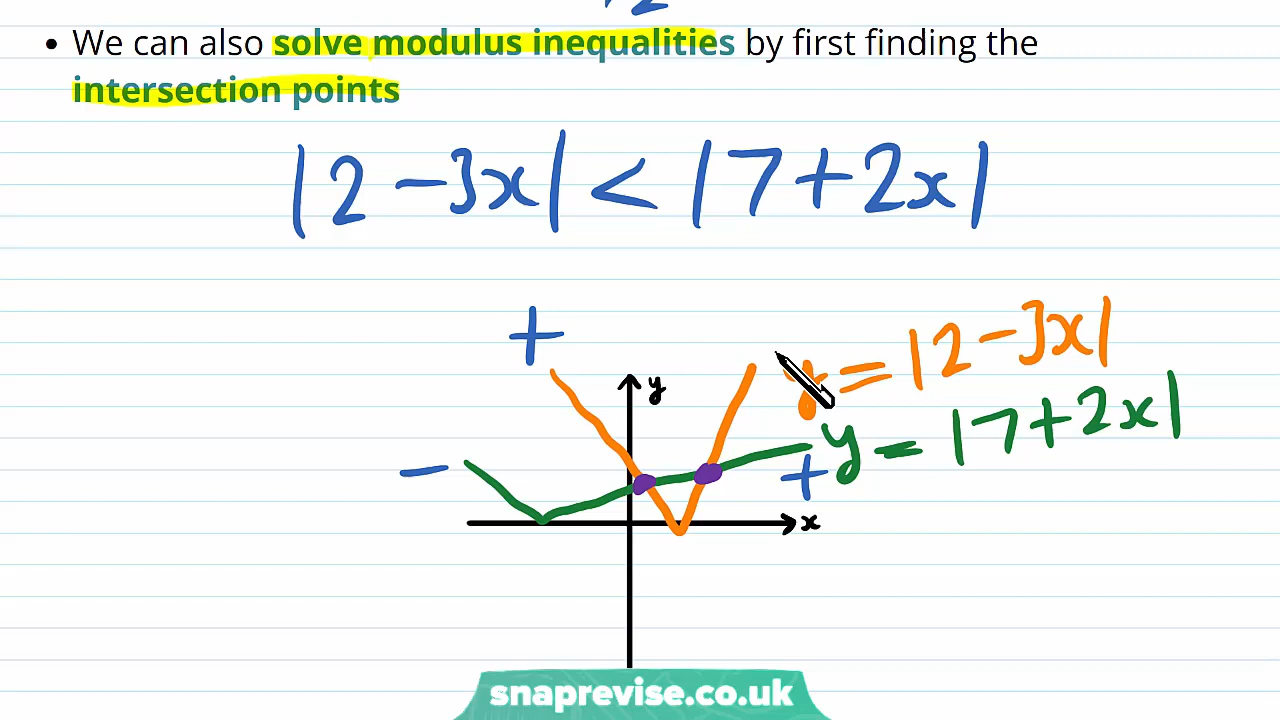 • We can also solve modulus inequalities by first finding the
intersection points
|2-3x| < |7+2x|
+
y = |2-3x|
y
y = |7+2x|
-
+
x
snaprevise.co.uk